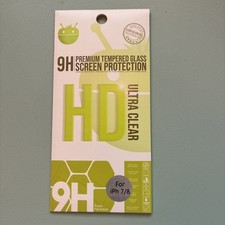 9H PREMIUM TEMPERED GLASS
SCREEN PROTECTION
HD
ULTRA CLEAR
9H
For
iPh 7/8